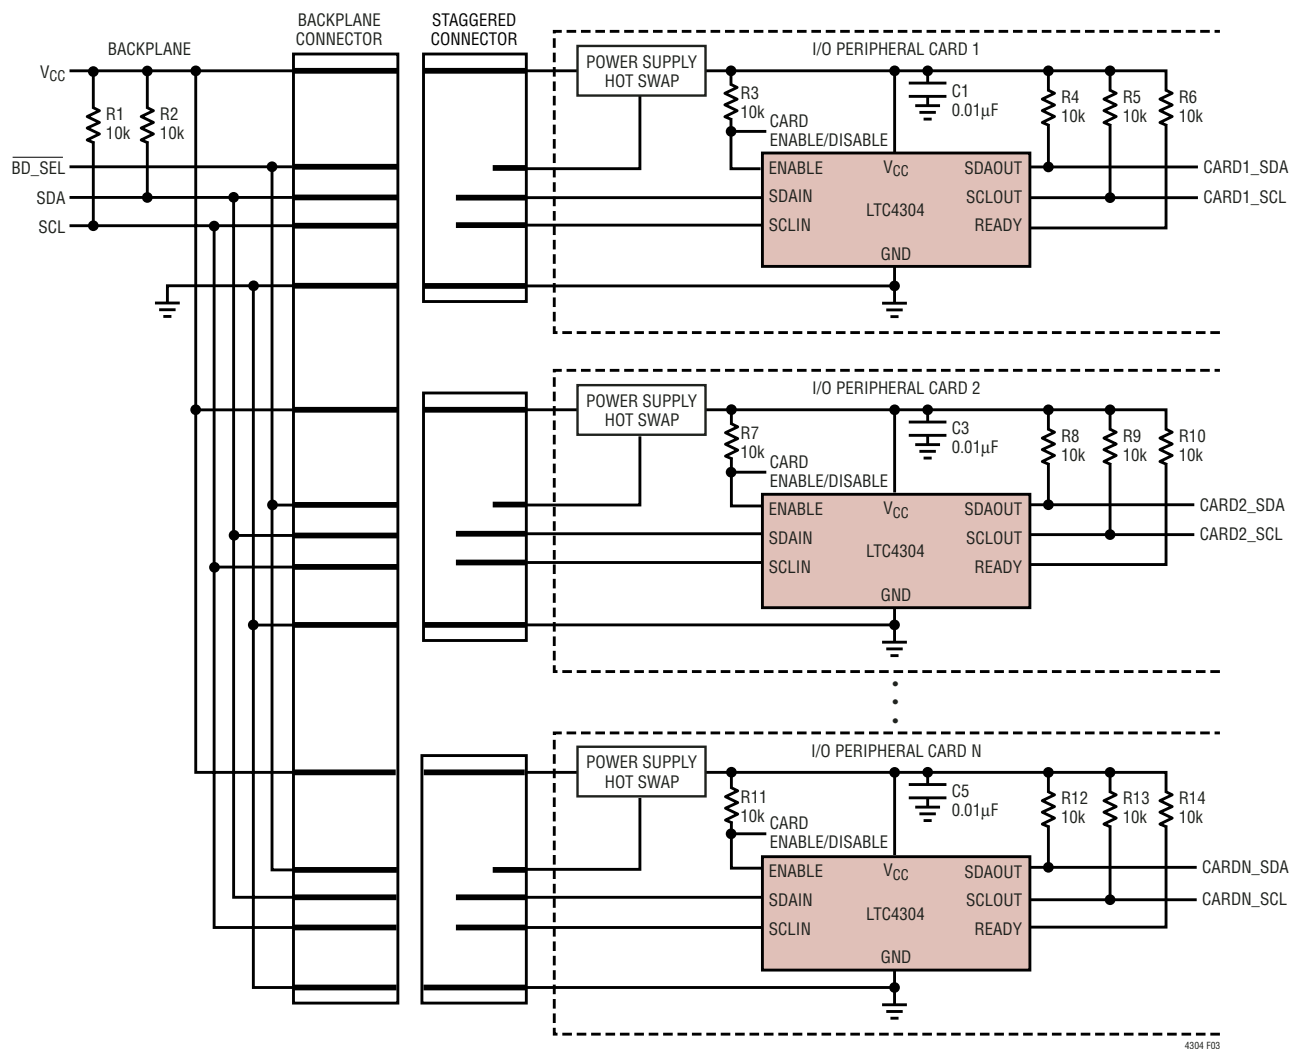 BACKPLANE
BACKPLANE
CONNECTOR
STAGGERED
CONNECTOR
VCC
R1
10k
R2
10k
BD_SEL
SDA
SCL
I/O PERIPHERAL CARD 1
POWER SUPPLY
HOT SWAP
R3
10k
CARD
ENABLE/DISABLE
C1
0.01μF
R4
10k
R5
10k
R6
10k
ENABLE
VCC
SDAOUT
CARD1_SDA
SDAIN
LTC4304
SCLOUT
CARD1_SCL
SCLIN
READY
GND
I/O PERIPHERAL CARD 2
POWER SUPPLY
HOT SWAP
R7
10k
CARD
ENABLE/DISABLE
C3
0.01μF
R8
10k
R9
10k
R10
10k
ENABLE
VCC
SDAOUT
CARD2_SDA
SDAIN
LTC4304
SCLOUT
CARD2_SCL
SCLIN
READY
GND
I/O PERIPHERAL CARD N
POWER SUPPLY
HOT SWAP
R11
10k
CARD
ENABLE/DISABLE
C5
0.01μF
R12
10k
R13
10k
R14
10k
ENABLE
VCC
SDAOUT
CARDN_SDA
SDAIN
LTC4304
SCLOUT
CARDN_SCL
SCLIN
READY
GND
4304 F03